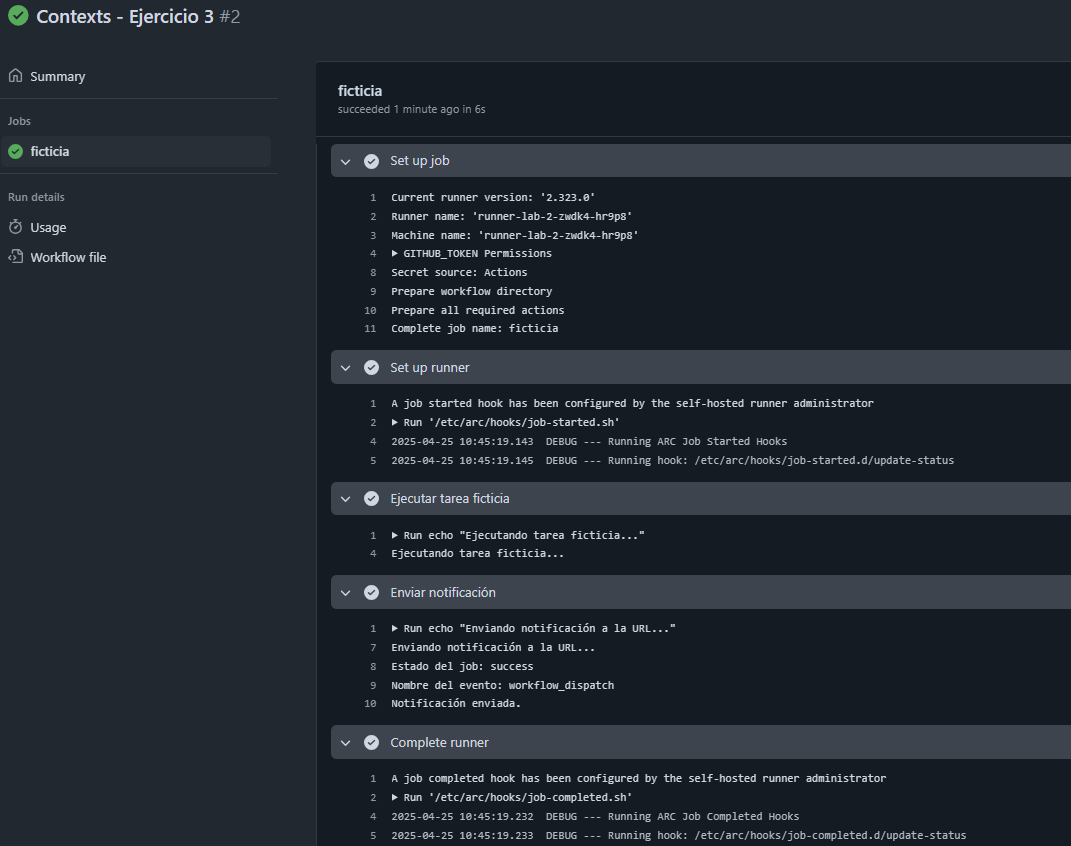 Contexts - Ejercicio 3 #2
Summary
Jobs
ficticia
Run details
Usage
Workflow file
ficticia
succeeded 1 minute ago in 6s
Set up job
1 Current runner version: '2.323.0'
2 Runner name: 'runner-lab-2-zwdk4-hr9p8'
3 Machine name: 'runner-lab-2-zwdk4-hr9p8'
4 GITHUB_TOKEN Permissions
8 Secret source: Actions
9 Prepare workflow directory
10 Prepare all required actions
11 Complete job name: ficticia
Set up runner
1 A job started hook has been configured by the self-hosted runner administrator
2 Run '/etc/arc/hooks/job-started.sh'
4 2025-04-25 10:45:19.143  DEBUG --- Running ARC Job Started Hooks
5 2025-04-25 10:45:19.145  DEBUG --- Running hook: /etc/arc/hooks/job-started.d/update-status
Ejecutar tarea ficticia
1 Run echo "Ejecutando tarea ficticia..."
4 Ejecutando tarea ficticia...
Enviar notificación
1 Run echo "Enviando notificación a la URL..."
7 Enviando notificación a la URL...
8 Estado del job: success
9 Nombre del evento: workflow_dispatch
10 Notificación enviada.
Complete runner
1 A job completed hook has been configured by the self-hosted runner administrator
2 Run '/etc/arc/hooks/job-completed.sh'
4 2025-04-25 10:45:19.232  DEBUG --- Running ARC Job Completed Hooks
5 2025-04-25 10:45:19.233  DEBUG --- Running hook: /etc/arc/hooks/job-completed.d/update-status